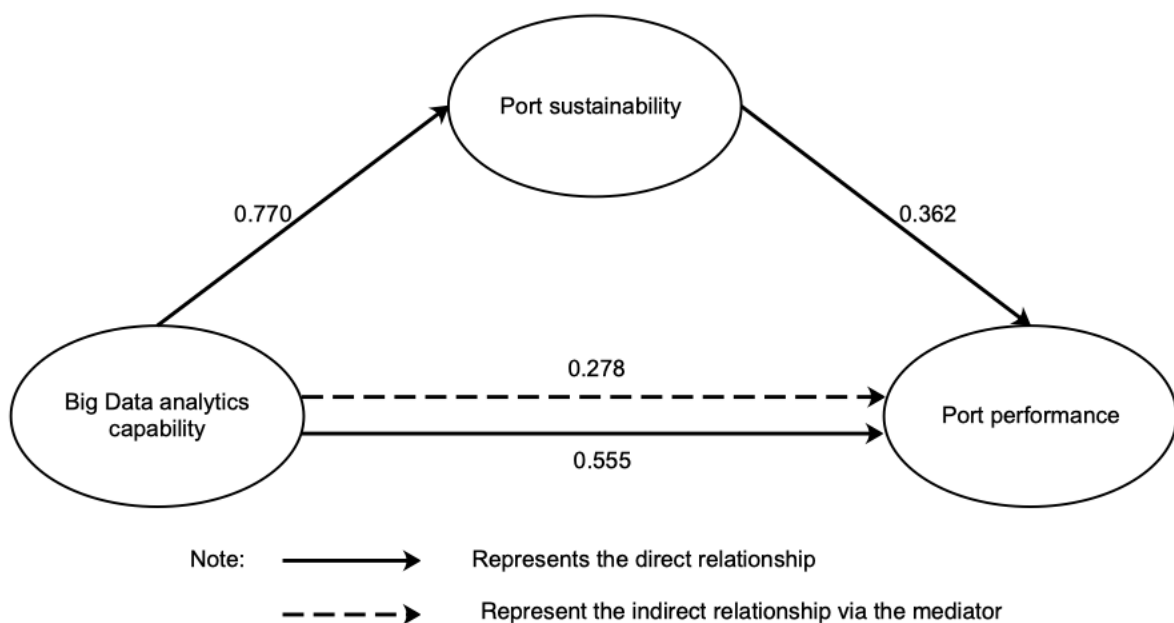 Port sustainability
0.770
0.362
Big Data analytics
capability
0.278
0.555
Port performance
Note:
Represents the direct relationship
Represent the indirect relationship via the mediator